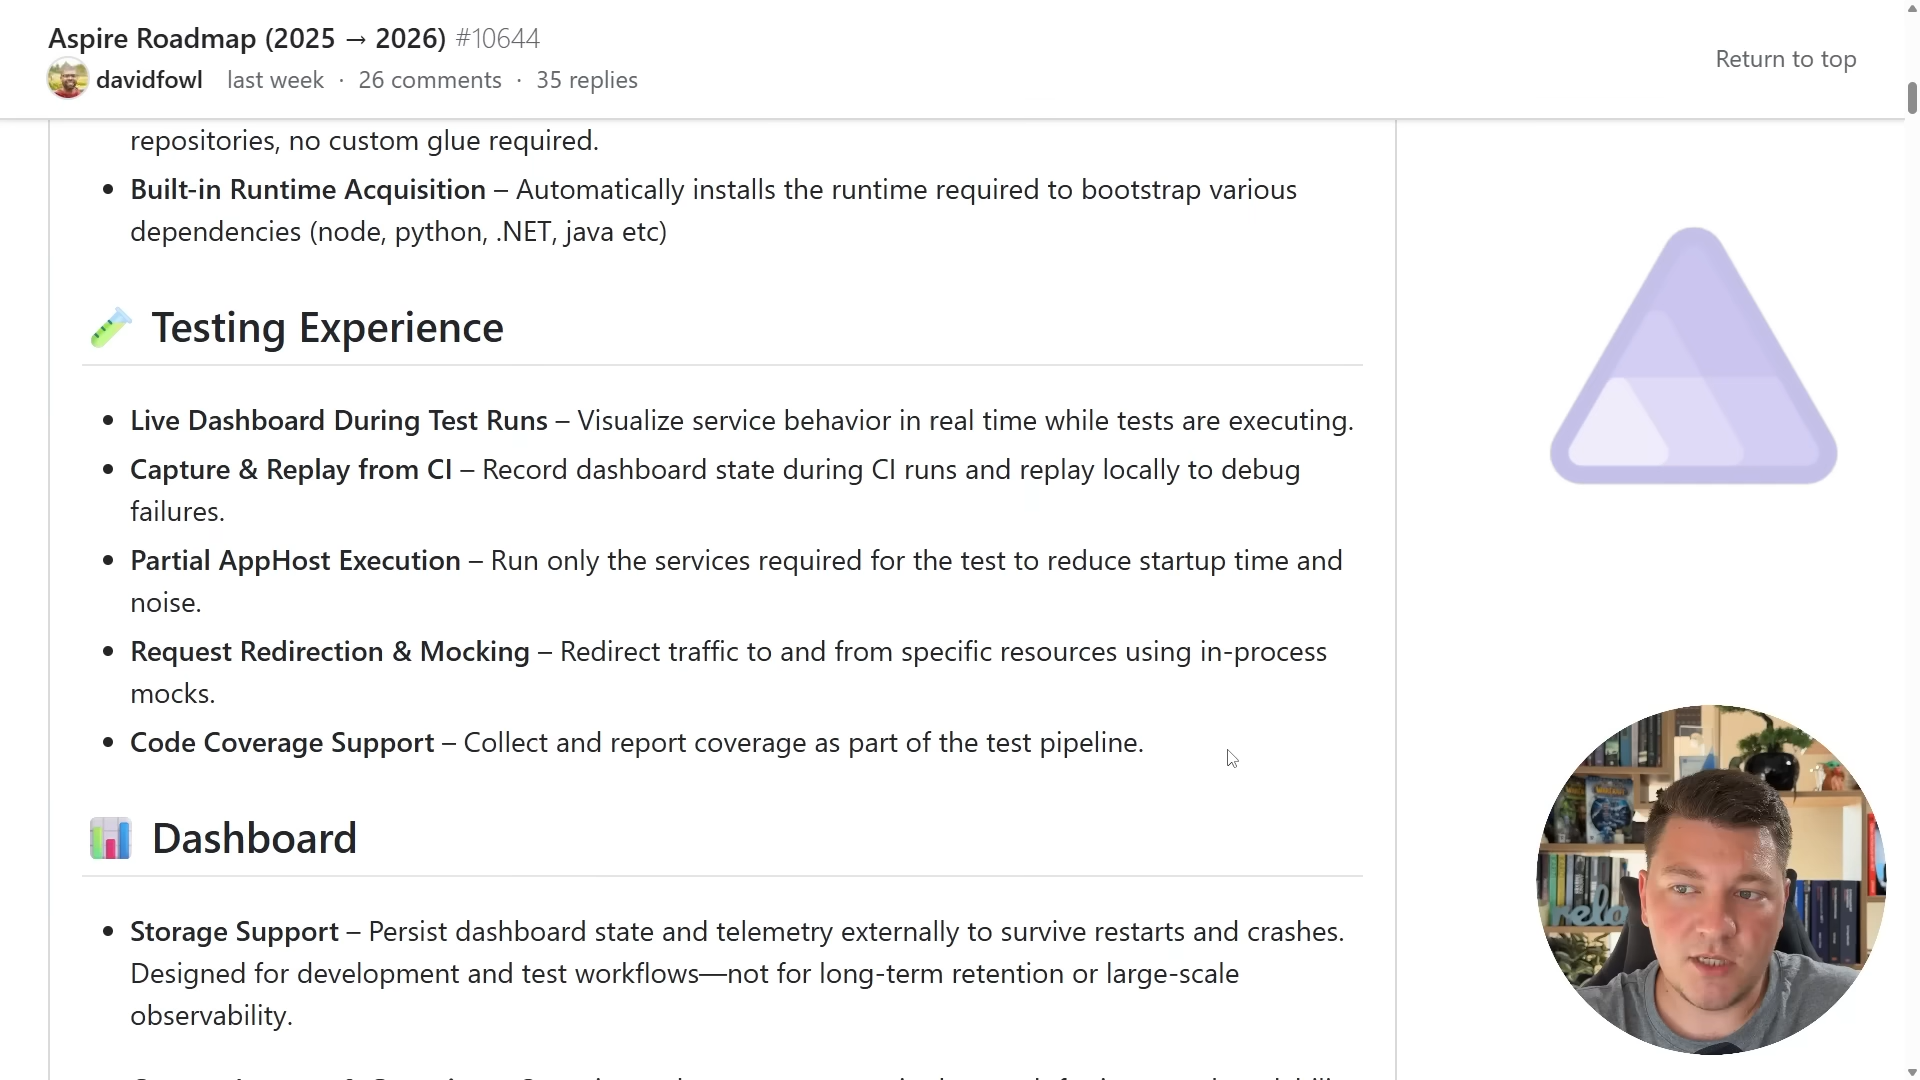 Aspire Roadmap (2025 → 2026) #10644
davidfowl last week · 26 comments · 35 replies
Return to top
repositories, no custom glue required.
• Built-in Runtime Acquisition – Automatically installs the runtime required to bootstrap various
dependencies (node, python, .NET, java etc)
Testing Experience
• Live Dashboard During Test Runs – Visualize service behavior in real time while tests are executing.
• Capture & Replay from CI – Record dashboard state during CI runs and replay locally to debug
failures.
• Partial AppHost Execution – Run only the services required for the test to reduce startup time and
noise.
• Request Redirection & Mocking – Redirect traffic to and from specific resources using in-process
mocks.
• Code Coverage Support – Collect and report coverage as part of the test pipeline.
Dashboard
• Storage Support – Persist dashboard state and telemetry externally to survive restarts and crashes.
Designed for development and test workflows—not for long-term retention or large-scale
observability.